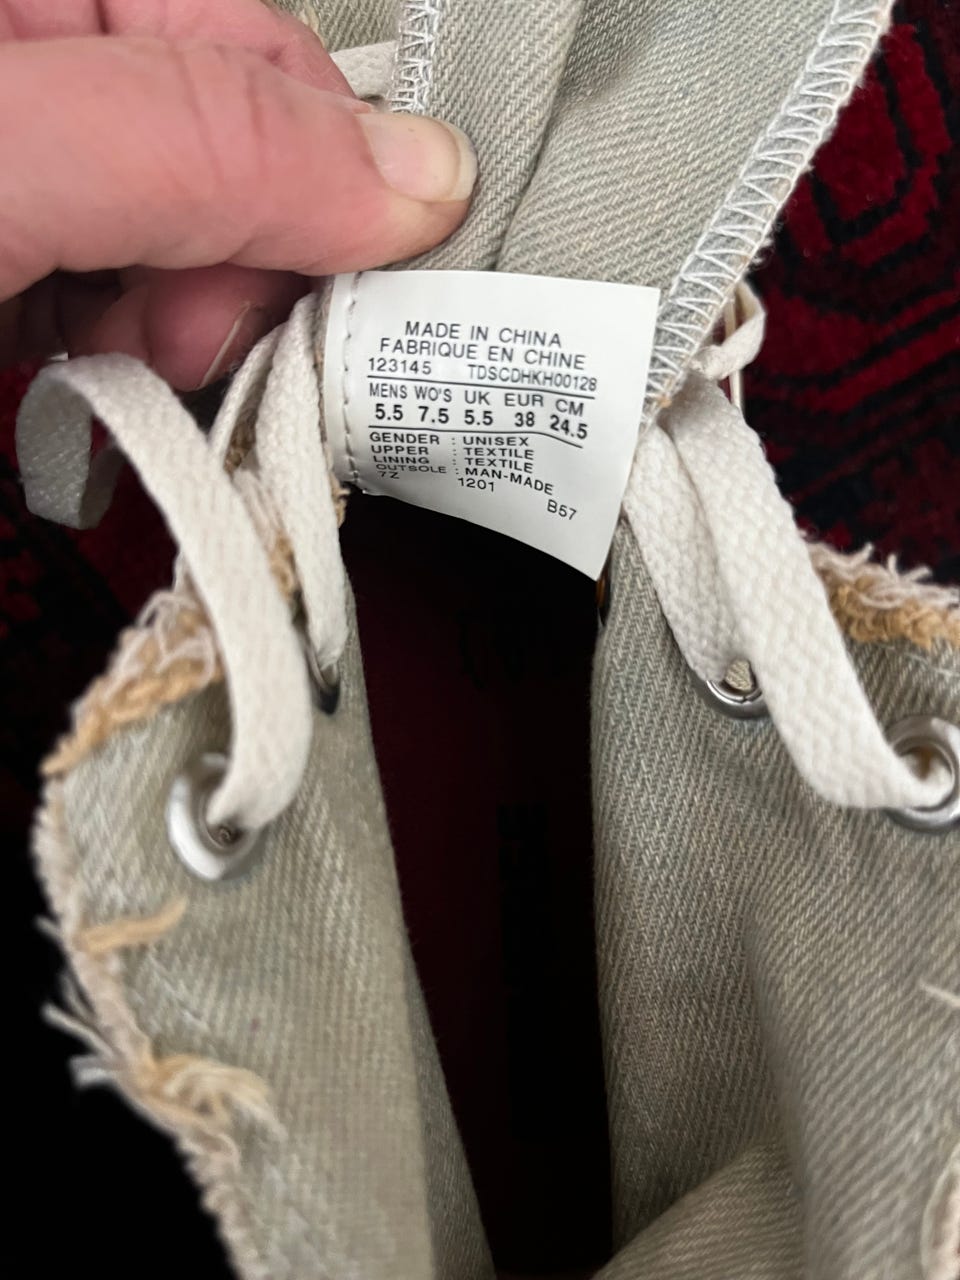 MADE IN CHINA
FABRIQUE EN CHINE
123145 TDSCDHKH00128
MENS WO'S UK EUR CM
5.5 7.5 5.5 38 24.5
GENDER : UNISEX
UPPER : TEXTILE
LINING : TEXTILE
OUTSOLE : MAN-MADE
7Z 1201
B57